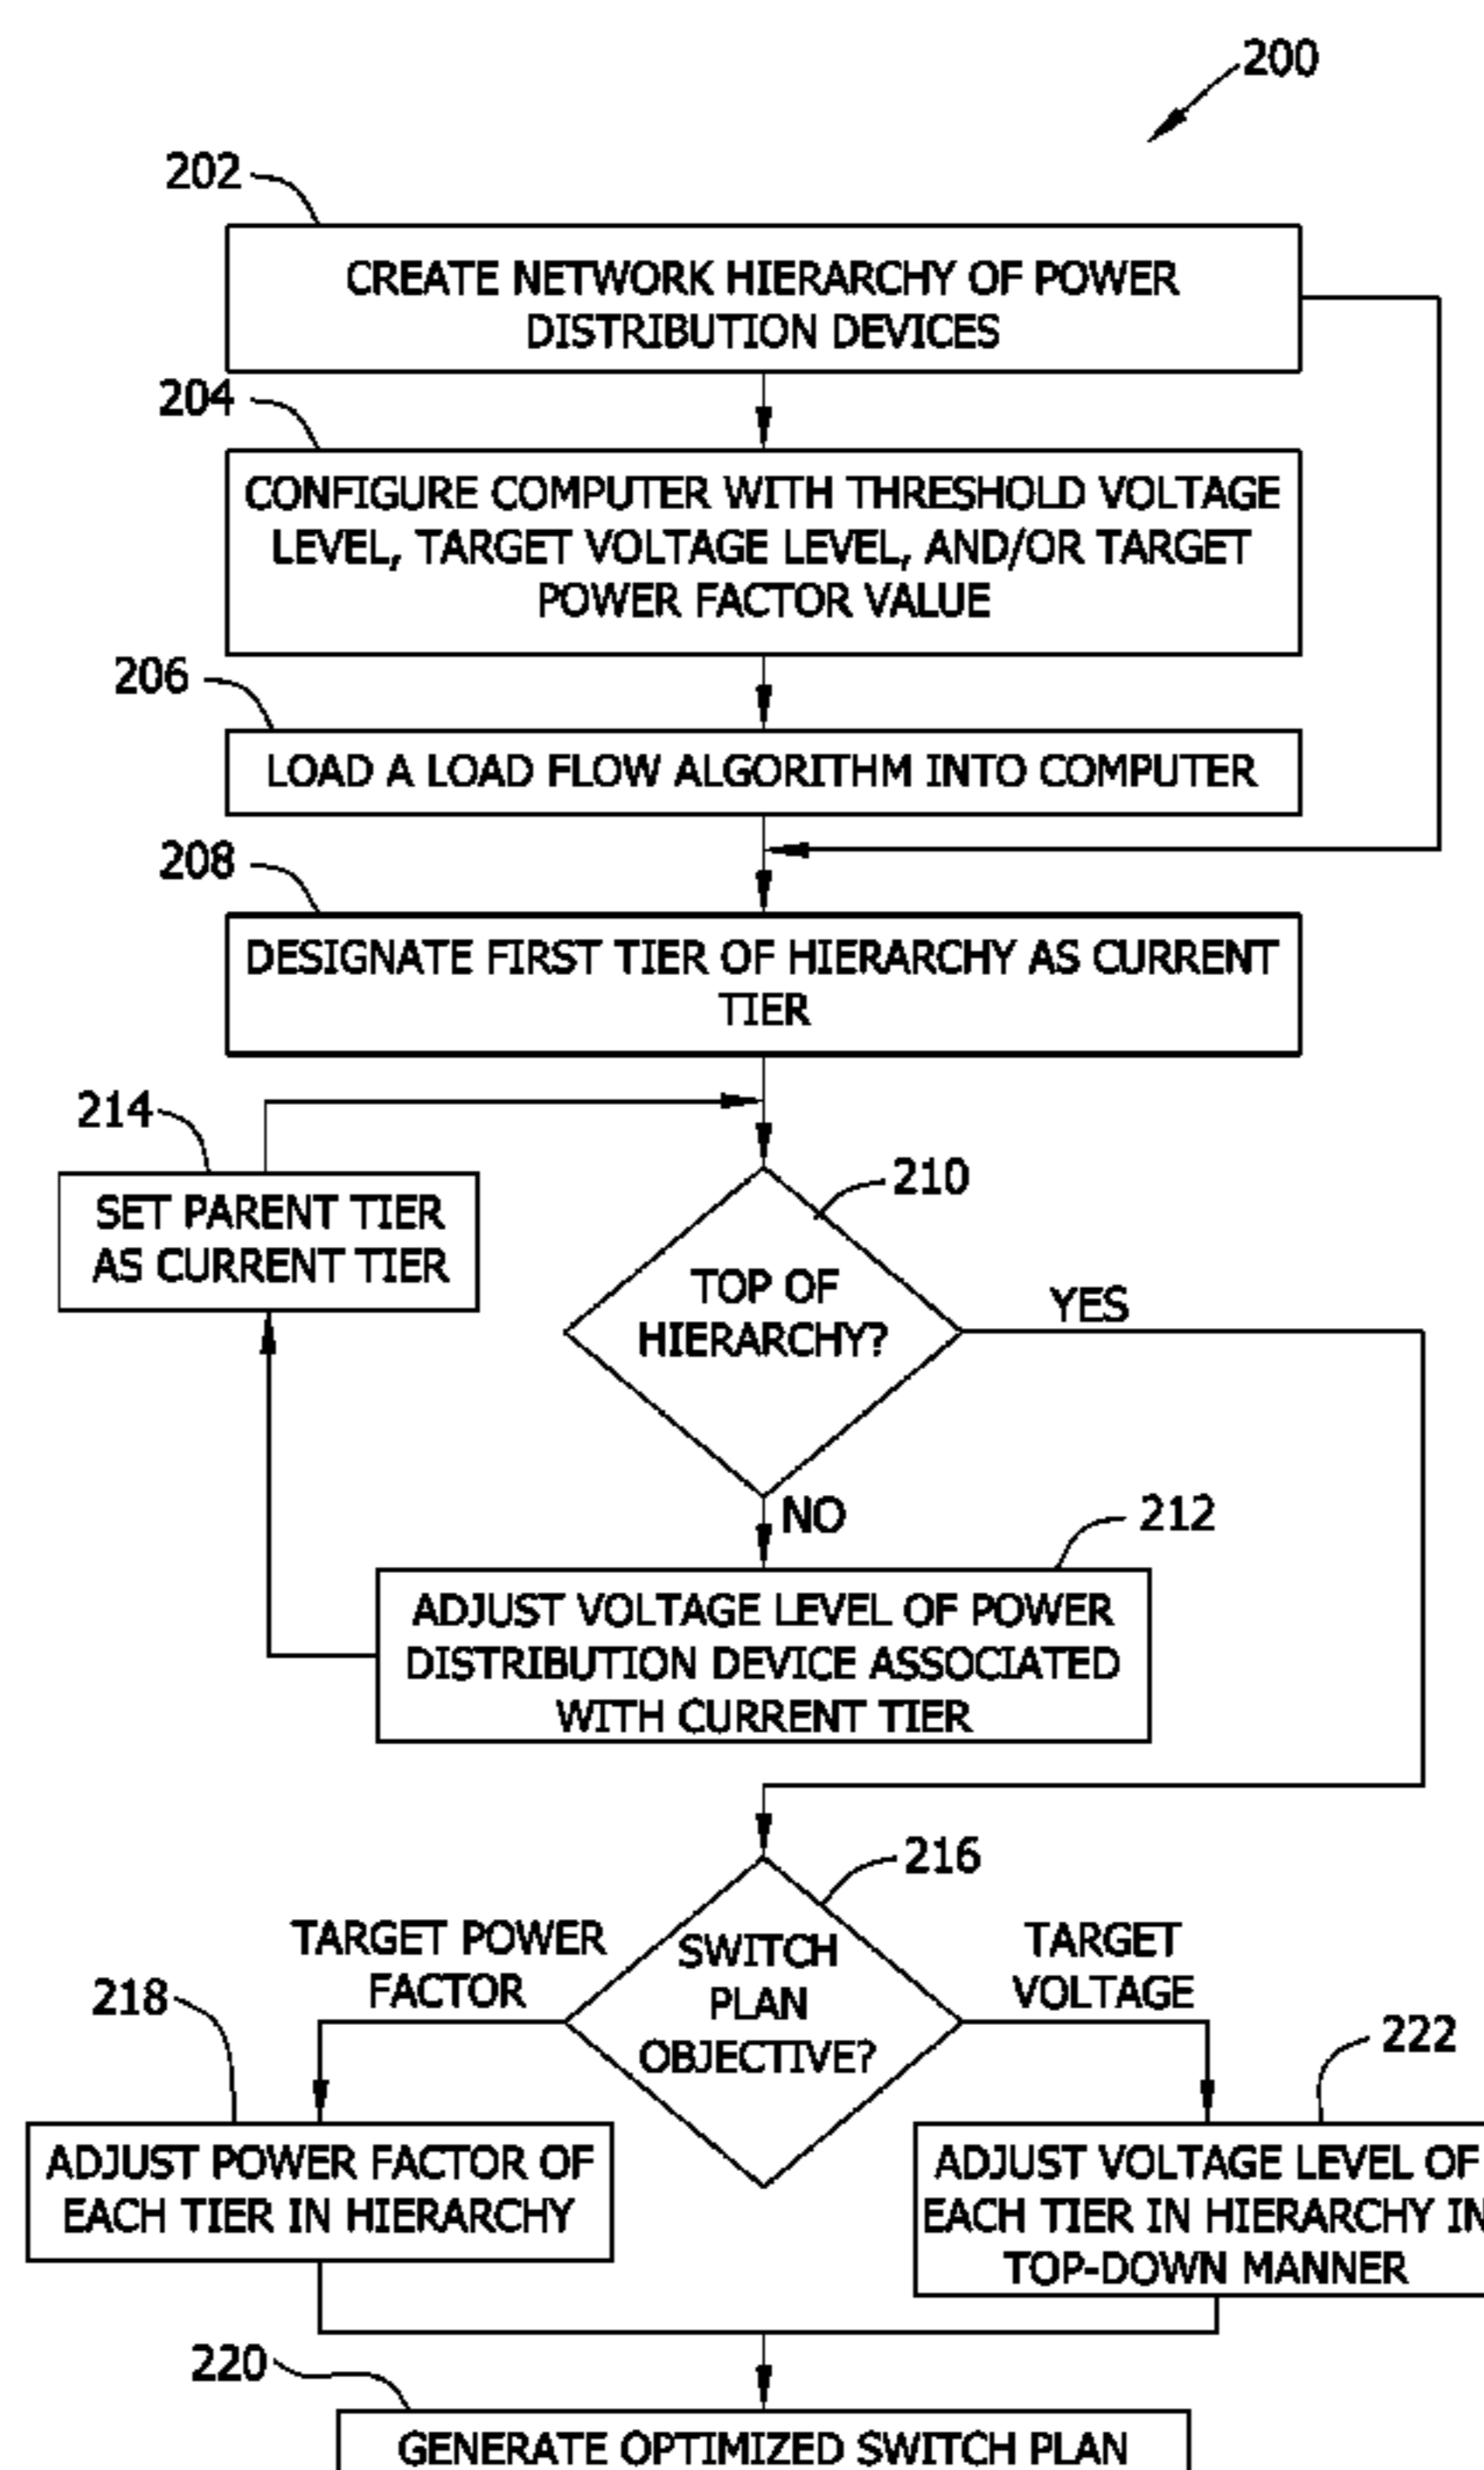 200
202
CREATE NETWORK HIERARCHY OF POWER
DISTRIBUTION DEVICES
204
CONFIGURE COMPUTER WITH THRESHOLD VOLTAGE
LEVEL, TARGET VOLTAGE LEVEL, AND/OR TARGET
POWER FACTOR VALUE
206
LOAD A LOAD FLOW ALGORITHM INTO COMPUTER
208
DESIGNATE FIRST TIER OF HIERARCHY AS CURRENT
TIER
214
SET PARENT TIER
AS CURRENT TIER
210
TOP OF
HIERARCHY?
YES
NO
212
ADJUST VOLTAGE LEVEL OF POWER
DISTRIBUTION DEVICE ASSOCIATED
WITH CURRENT TIER
216
SWITCH
PLAN
OBJECTIVE?
TARGET POWER
FACTOR
TARGET
VOLTAGE
218
ADJUST POWER FACTOR OF
EACH TIER IN HIERARCHY
222
ADJUST VOLTAGE LEVEL OF
EACH TIER IN HIERARCHY IN
TOP-DOWN MANNER
220
GENERATE OPTIMIZED SWITCH PLAN